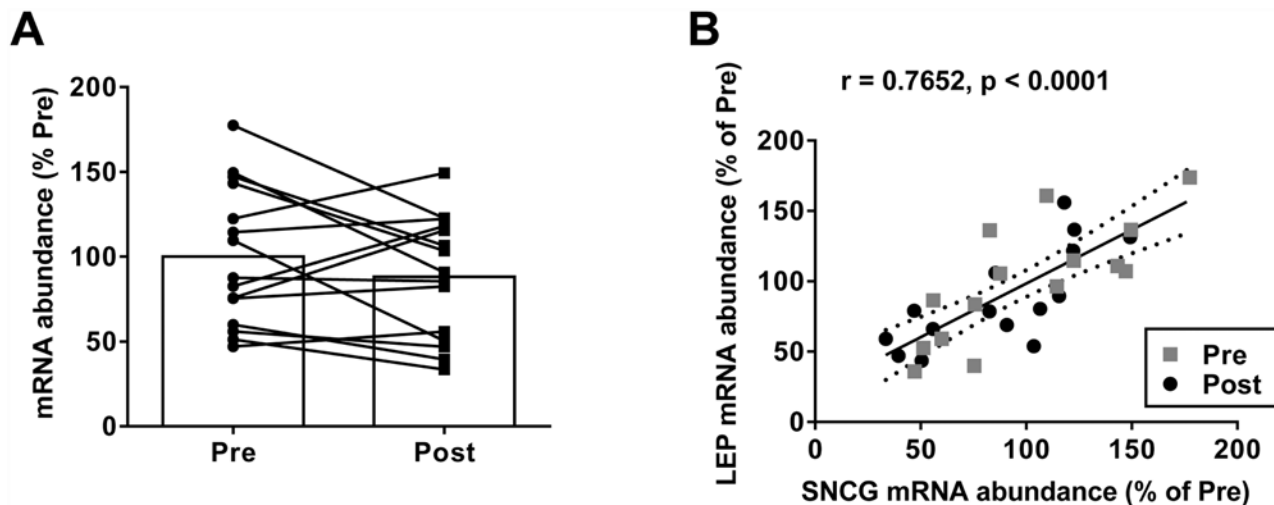 A
mRNA abundance (% Pre)
200
150
100
50
0
Pre
Post
B
r = 0.7652, p < 0.0001
LEP mRNA abundance (% of Pre)
200
150
100
50
0
0
50
100
150
200
SNCG mRNA abundance (% of Pre)
Pre
Post